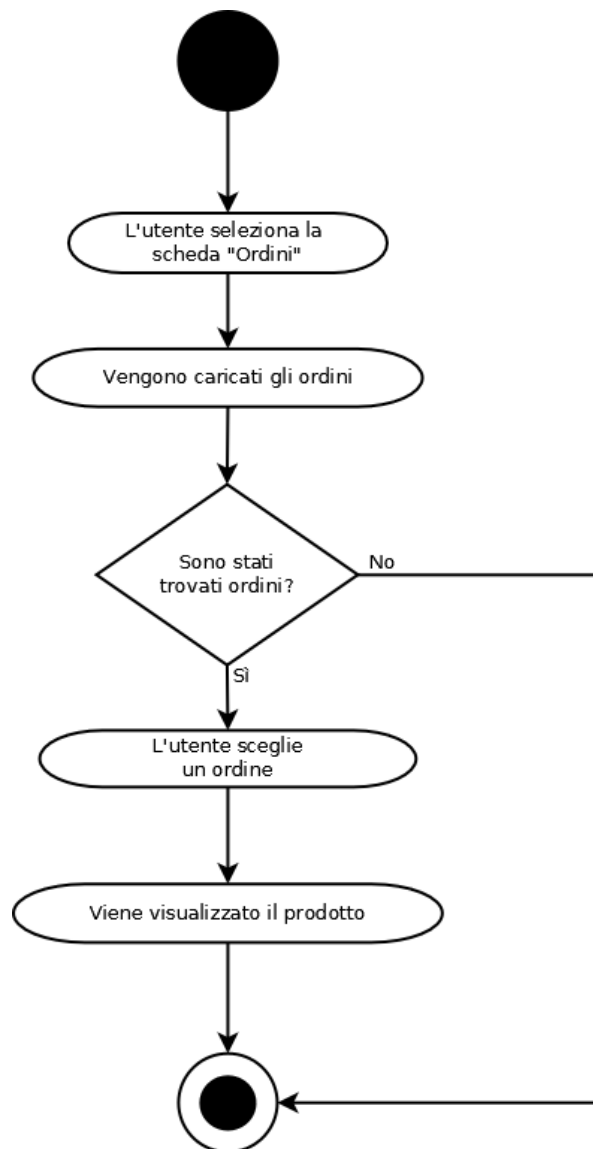 L'utente seleziona la
scheda "Ordini"
Vengono caricati gli ordini
Sono stati
trovati ordini?
No
Sì
L'utente sceglie
un ordine
Viene visualizzato il prodotto